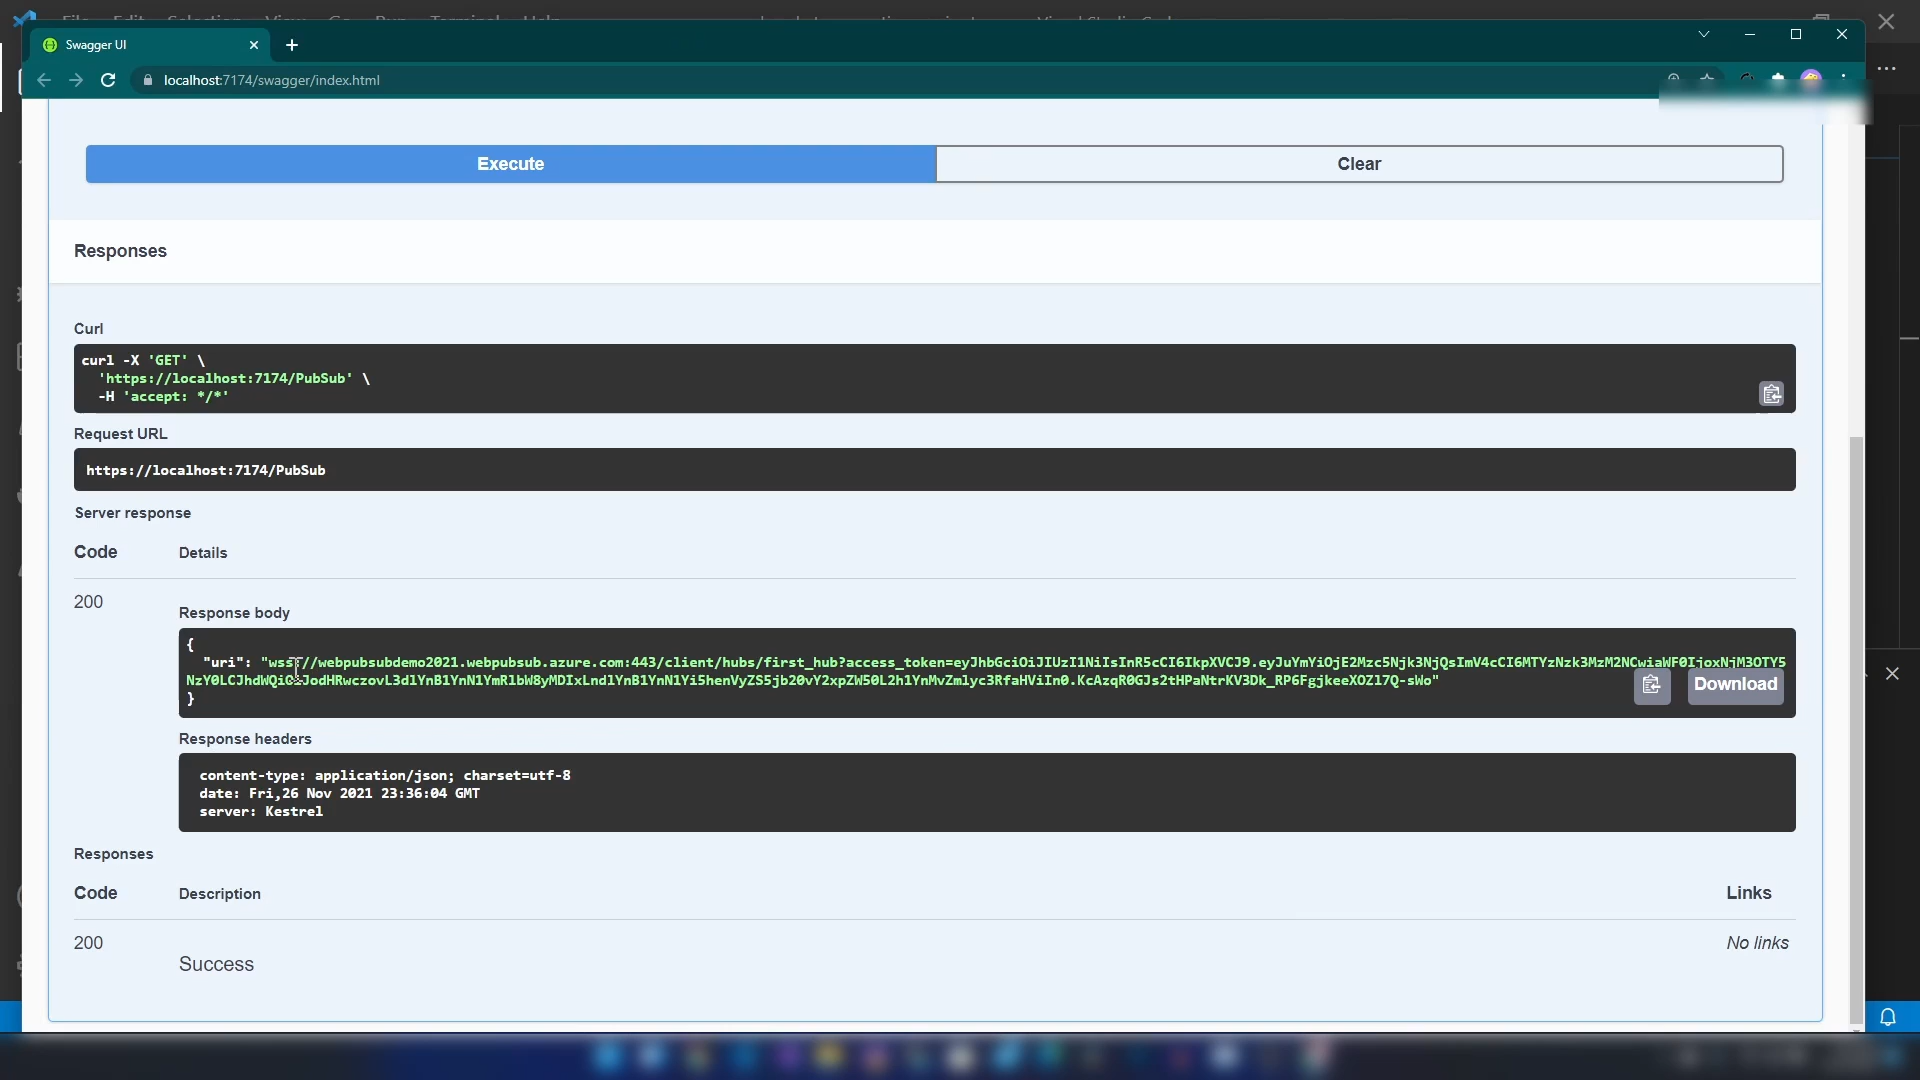 Swagger UI
localhost:7174/swagger/index.html
Execute
Clear
Responses
Curl
curl -X 'GET' \
'https://localhost:7174/PubSub' \
-H 'accept: */*'
Request URL
https://localhost:7174/PubSub
Server response
Code Details
200
Response body
{
"uri": "wss://webpubsubdemo2021.webpubsub.azure.com:443/client/hubs/first_hub?access_token=eyJhbGciOiJIUzI1NiIsInR5cCI6IkpXVCJ9.eyJuYmYiOjE2Mzc5Njk3NjQsImV4cCI6MTYzNzk3MzM2NCwiaWF0IjoxNjM3OTY5
NzY0LCJhdWQiOiJodHRwczovL3dlYnB1YnN1YmRlbW8yMDIxLndlYnB1YnN1Yi5henVyZS5jb20vY2xpZW50L2h1YnMvZmlyc3RfaHViIn0.KcAzqR0GJs2tHPaNtrKV3Dk_RP6FgjkeeXOZl7Q-sWo"
Download
}
Response headers
content-type: application/json; charset=utf-8
date: Fri,26 Nov 2021 23:36:04 GMT
server: Kestrel
Responses
Code Description Links
200
Success
No links